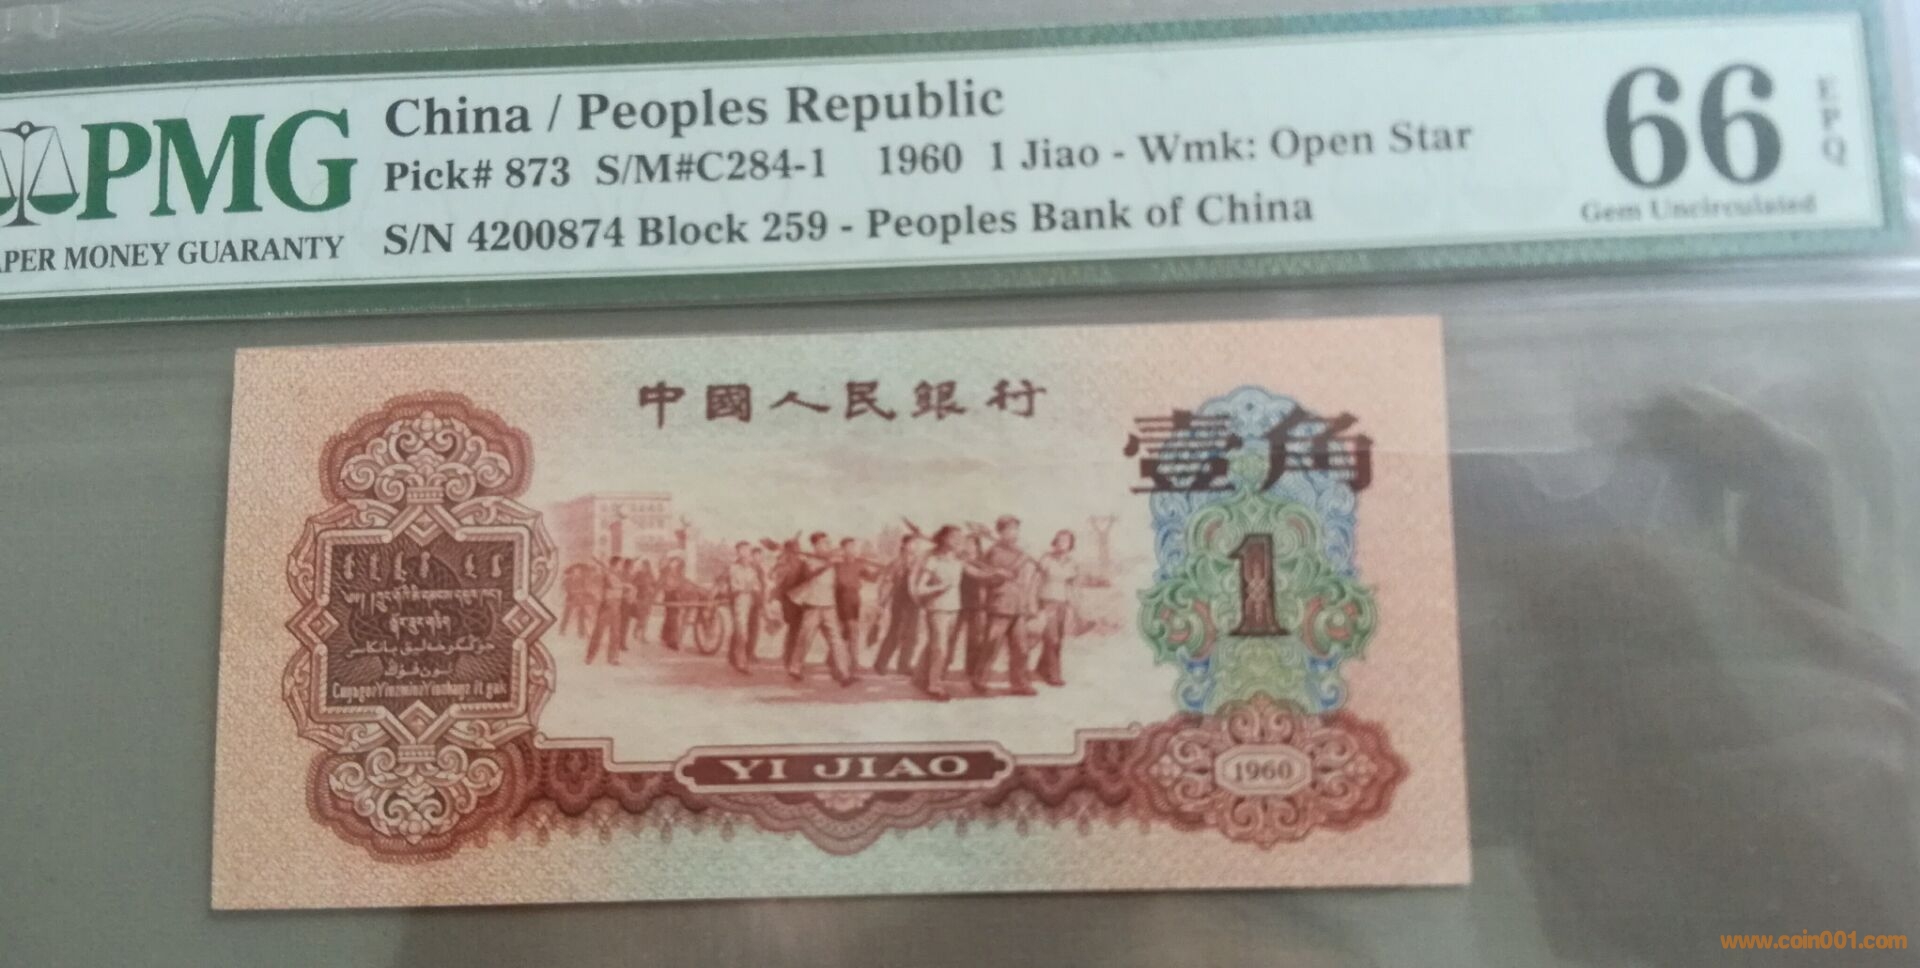 China / Peoples Republic
66
EPQ
PMG
Pick# 873 S/M#C284-1 1960 1 Jiao - Wmk: Open Star
S/N 4200874 Block 259 - Peoples Bank of China
Gem Uncirculated
PER MONEY GUARANTY
中國人民銀行
壹角
1
YI JIAO
1960
www.coin001.com